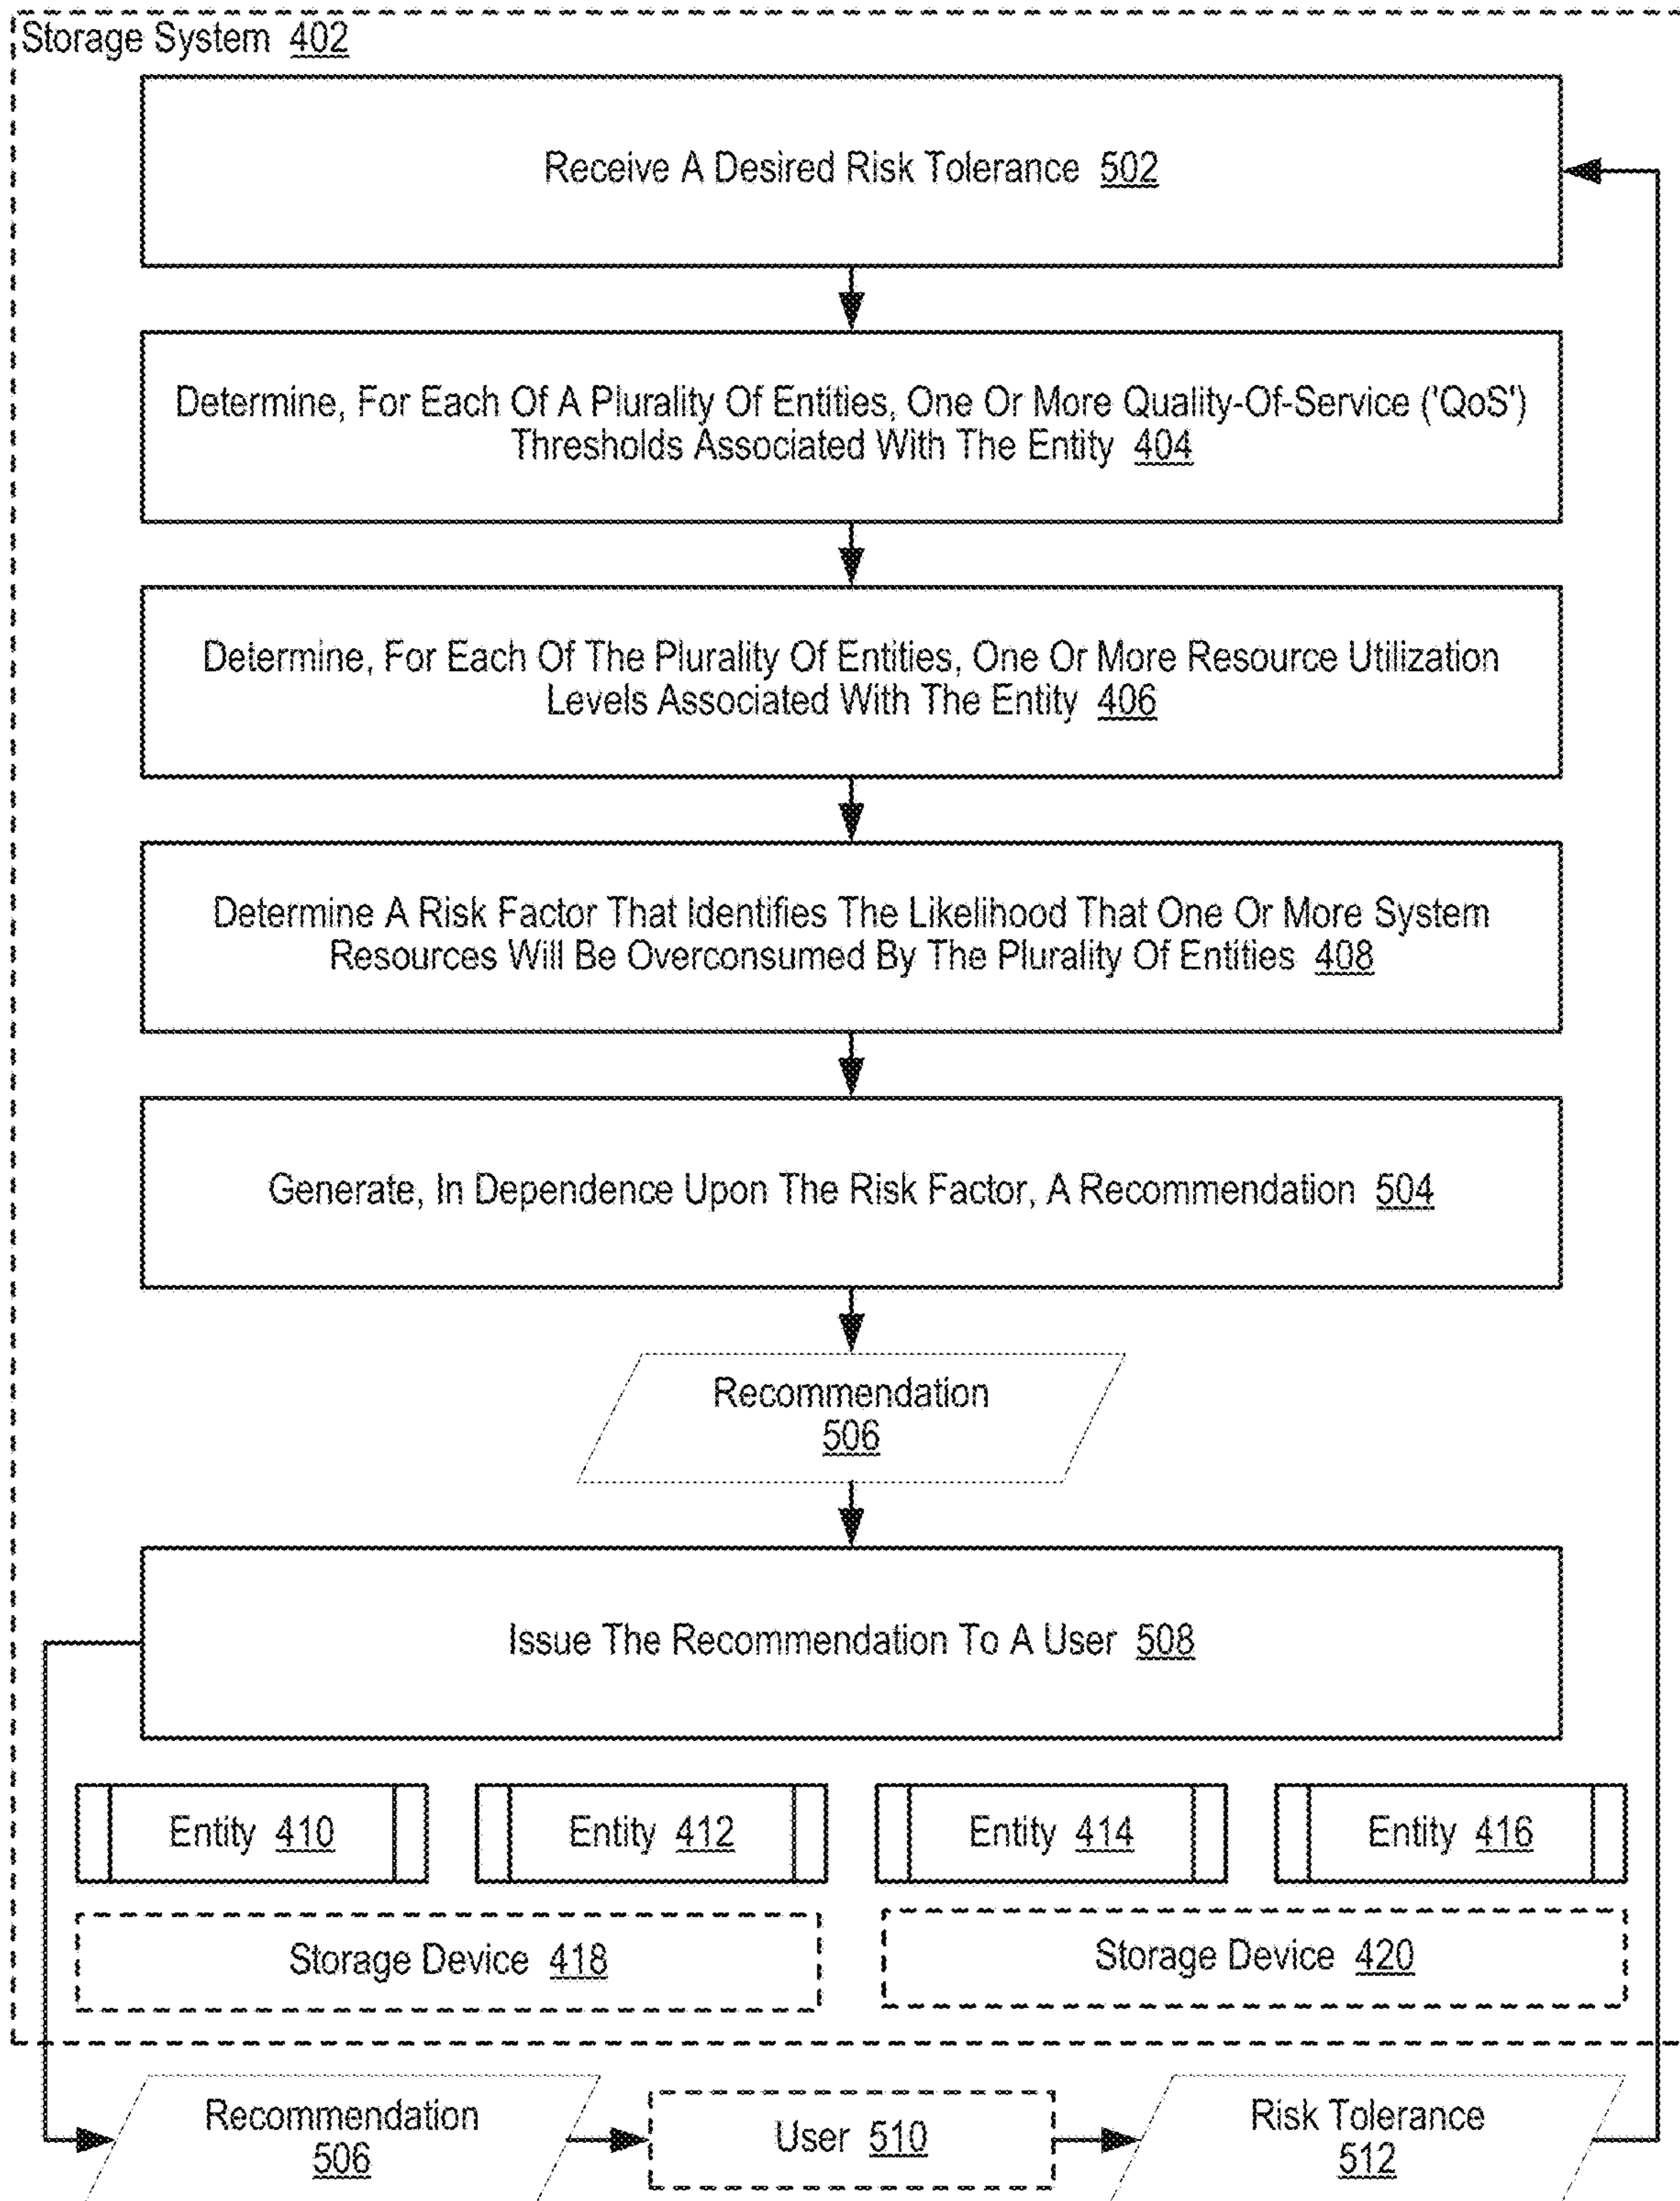 Storage System 402
Receive A Desired Risk Tolerance 502
Determine, For Each Of A Plurality Of Entities, One Or More Quality-Of-Service ('QoS')
Thresholds Associated With The Entity 404
Determine, For Each Of The Plurality Of Entities, One Or More Resource Utilization
Levels Associated With The Entity 406
Determine A Risk Factor That Identifies The Likelihood That One Or More System
Resources Will Be Overconsumed By The Plurality Of Entities 408
Generate, In Dependence Upon The Risk Factor, A Recommendation 504
Recommendation
506
Issue The Recommendation To A User 508
Entity 410
Entity 412
Entity 414
Entity 416
Storage Device 418
Storage Device 420
Recommendation
506
User 510
Risk Tolerance
512